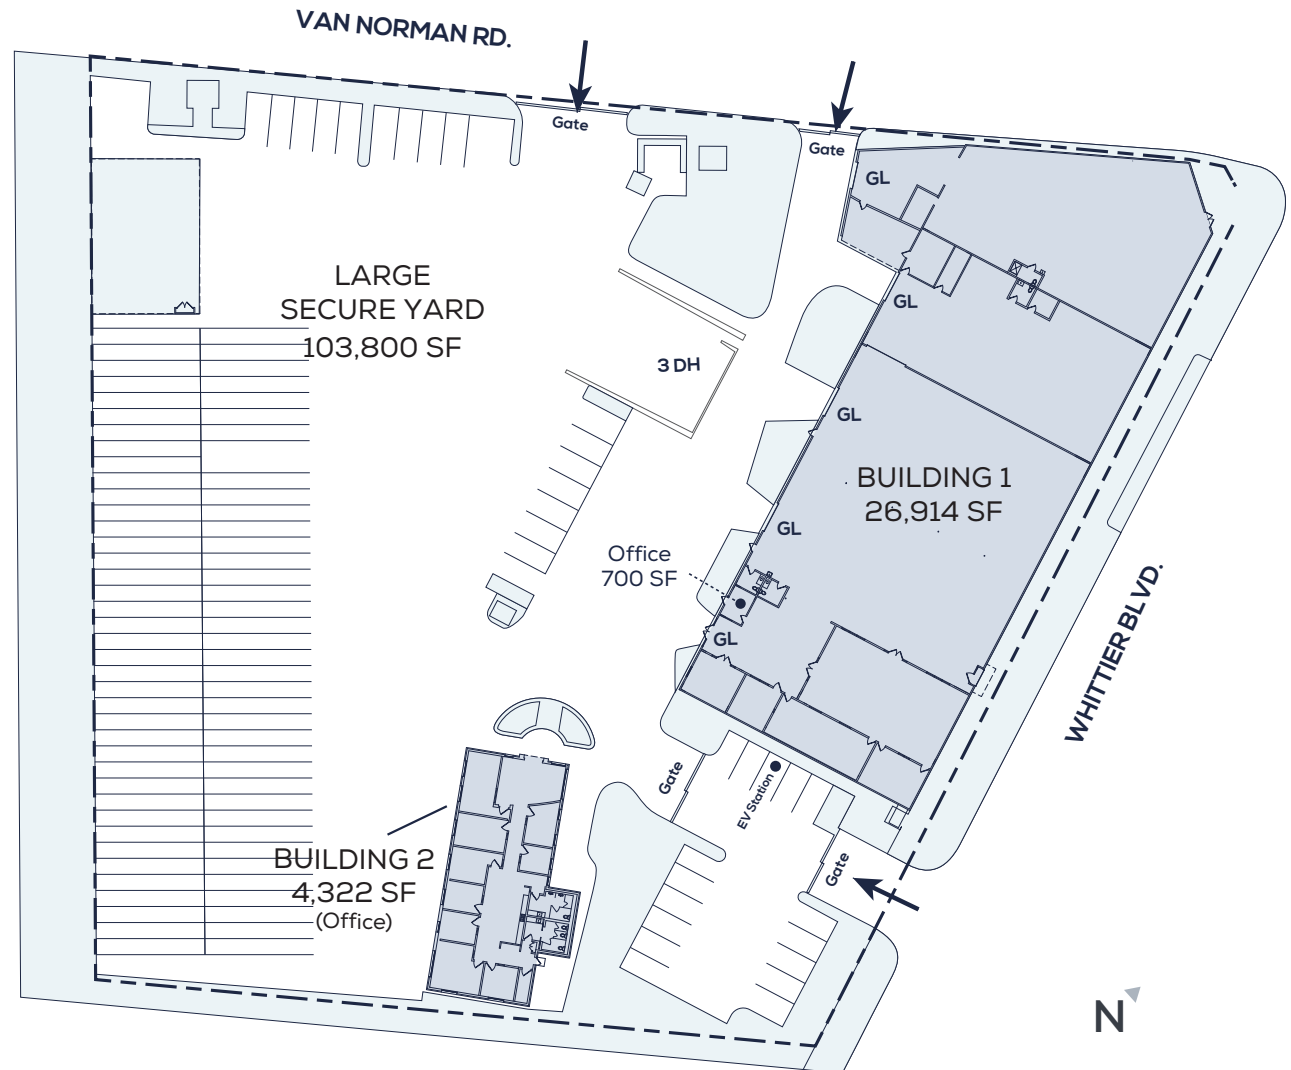 VAN NORMAN RD.
Gate
Gate
GL
LARGE
SECURE YARD
103,800 SF
GL
3 DH
GL
BUILDING 1
26,914 SF
GL
Office
700 SF
GL
WHITTIER BLVD.
Gate
EV Station
BUILDING 2
4,322 SF
(Office)
Gate
N